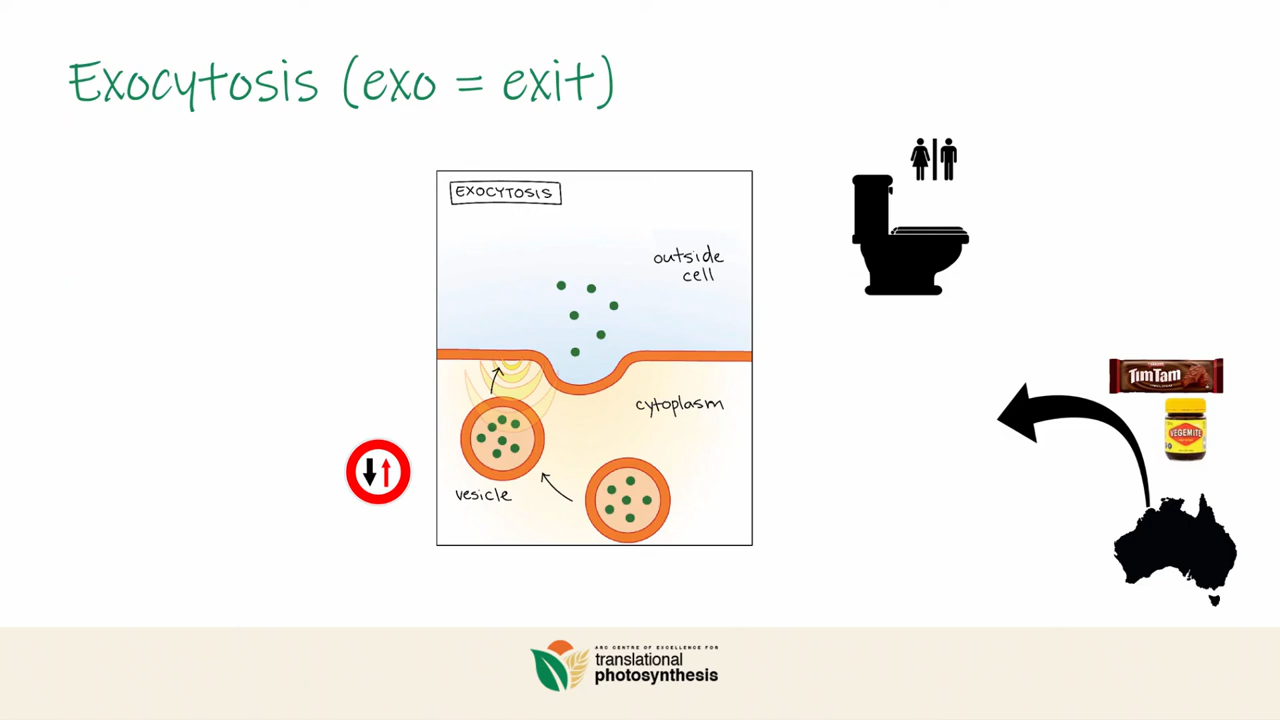 Exocytosis (exo = exit)
EXOCYTOSIS
outside
cell
cytoplasm
vesicle
TimTam
VEGEMITE
ARC CENTRE OF EXCELLENCE FOR
translational
photosynthesis